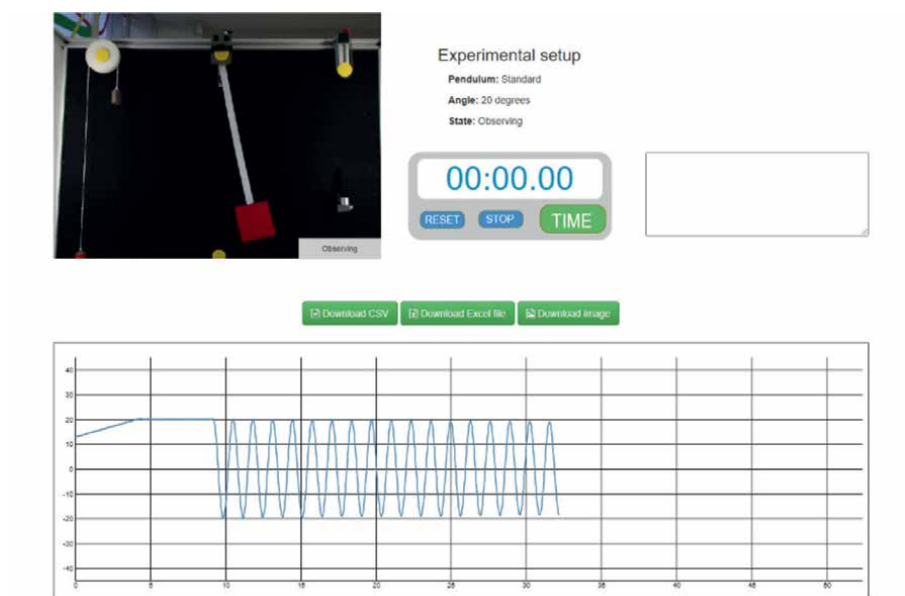 Experimental setup
Pendulum: Standard
Angle: 20 degrees
State: Observing
00:00.00
RESET STOP TIME
Observing
Download CSV Download Excel file Download image
40
30
20
10
0
-10
-20
-30
-40
0 5 10 15 20 25 30 35 40 45 50